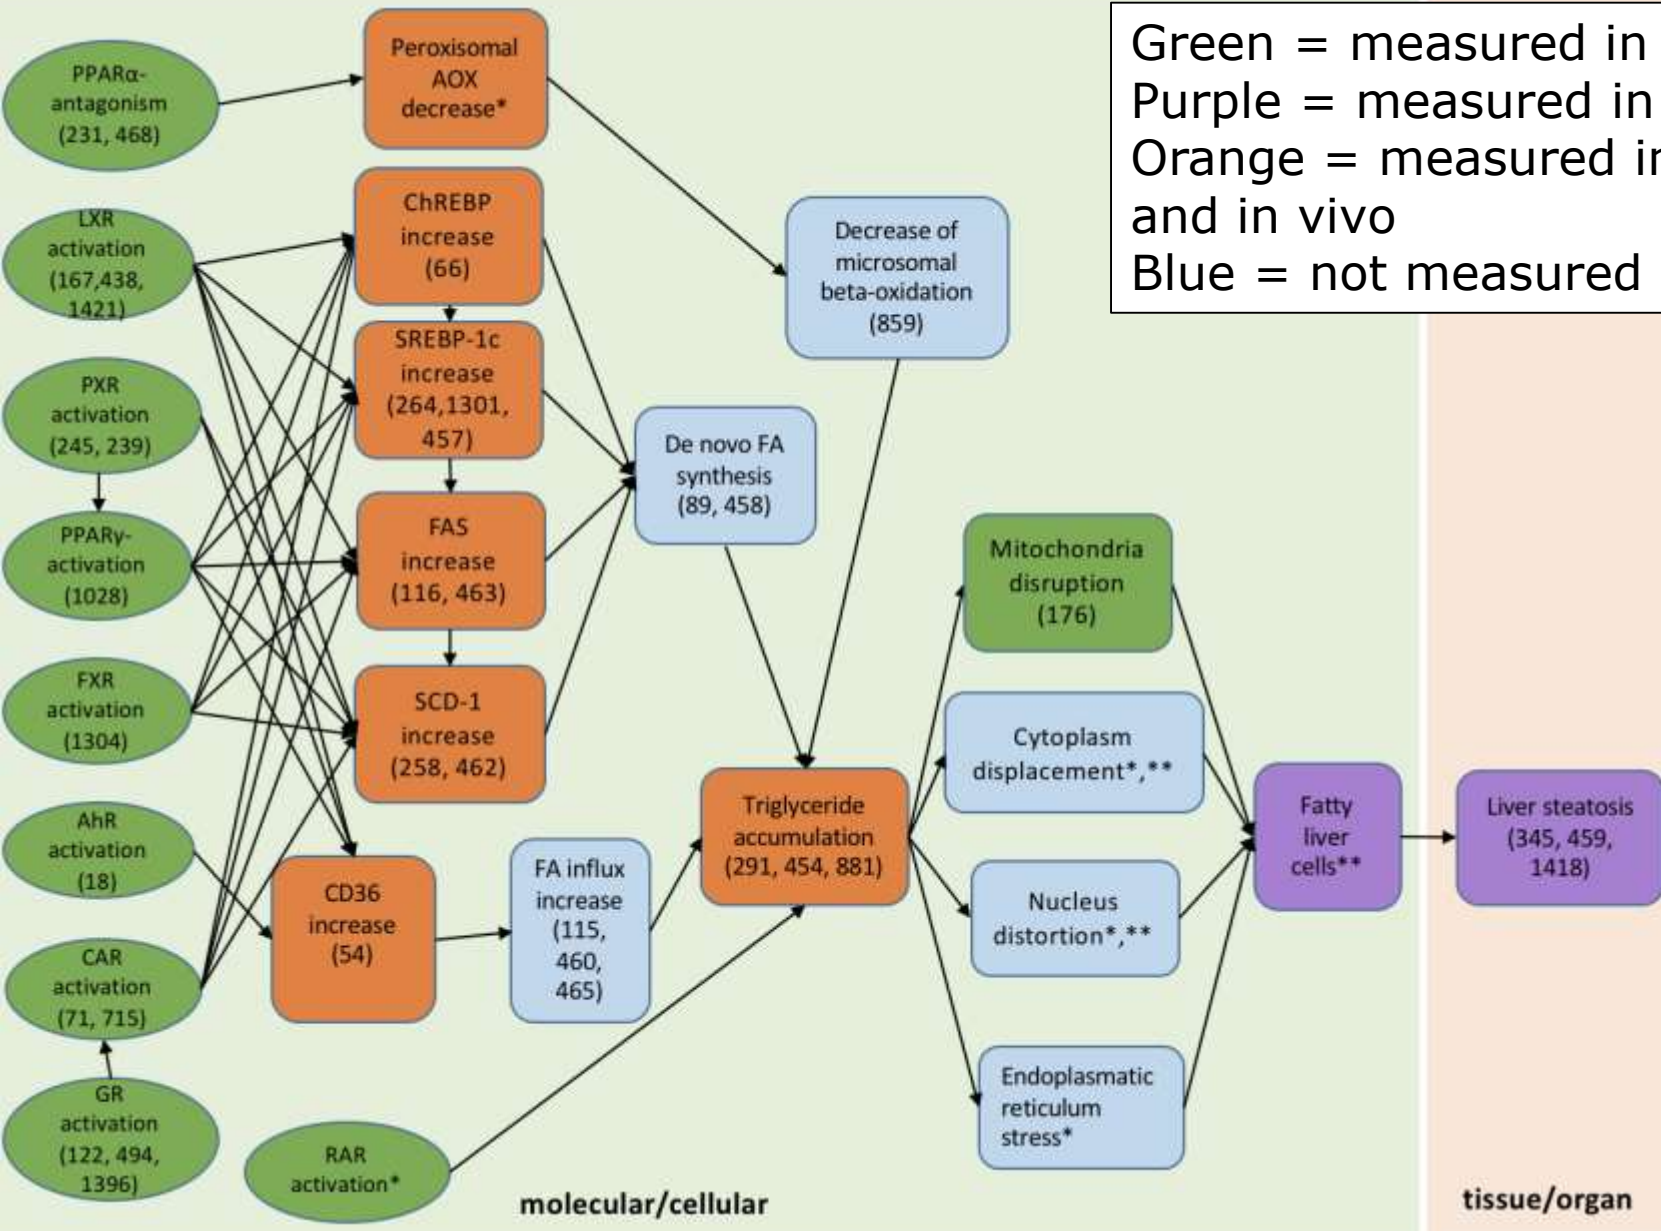 PPARα-
antagonism
(231, 468)
Peroxisomal
AOX
decrease*
Green = measured in
Purple = measured in
Orange = measured in
and in vivo
Blue = not measured
LXR
activation
(167,438,
1421)
ChREBP
increase
(66)
Decrease of
microsomal
beta-oxidation
(859)
PXR
activation
(245, 239)
SREBP-1c
increase
(264,1301,
457)
De novo FA
synthesis
(89, 458)
PPARγ-
activation
(1028)
FAS
increase
(116, 463)
Mitochondria
disruption
(176)
FXR
activation
(1304)
SCD-1
increase
(258, 462)
Cytoplasm
displacement*,**
AhR
activation
(18)
CD36
increase
(54)
FA influx
increase
(115,
460,
465)
Triglyceride
accumulation
(291, 454, 881)
Nucleus
distortion*,**
Fatty
liver
cells**
Liver steatosis
(345, 459,
1418)
CAR
activation
(71, 715)
GR
activation
(122, 494,
1396)
RAR
activation*
Endoplasmatic
reticulum
stress*
molecular/cellular
tissue/organ